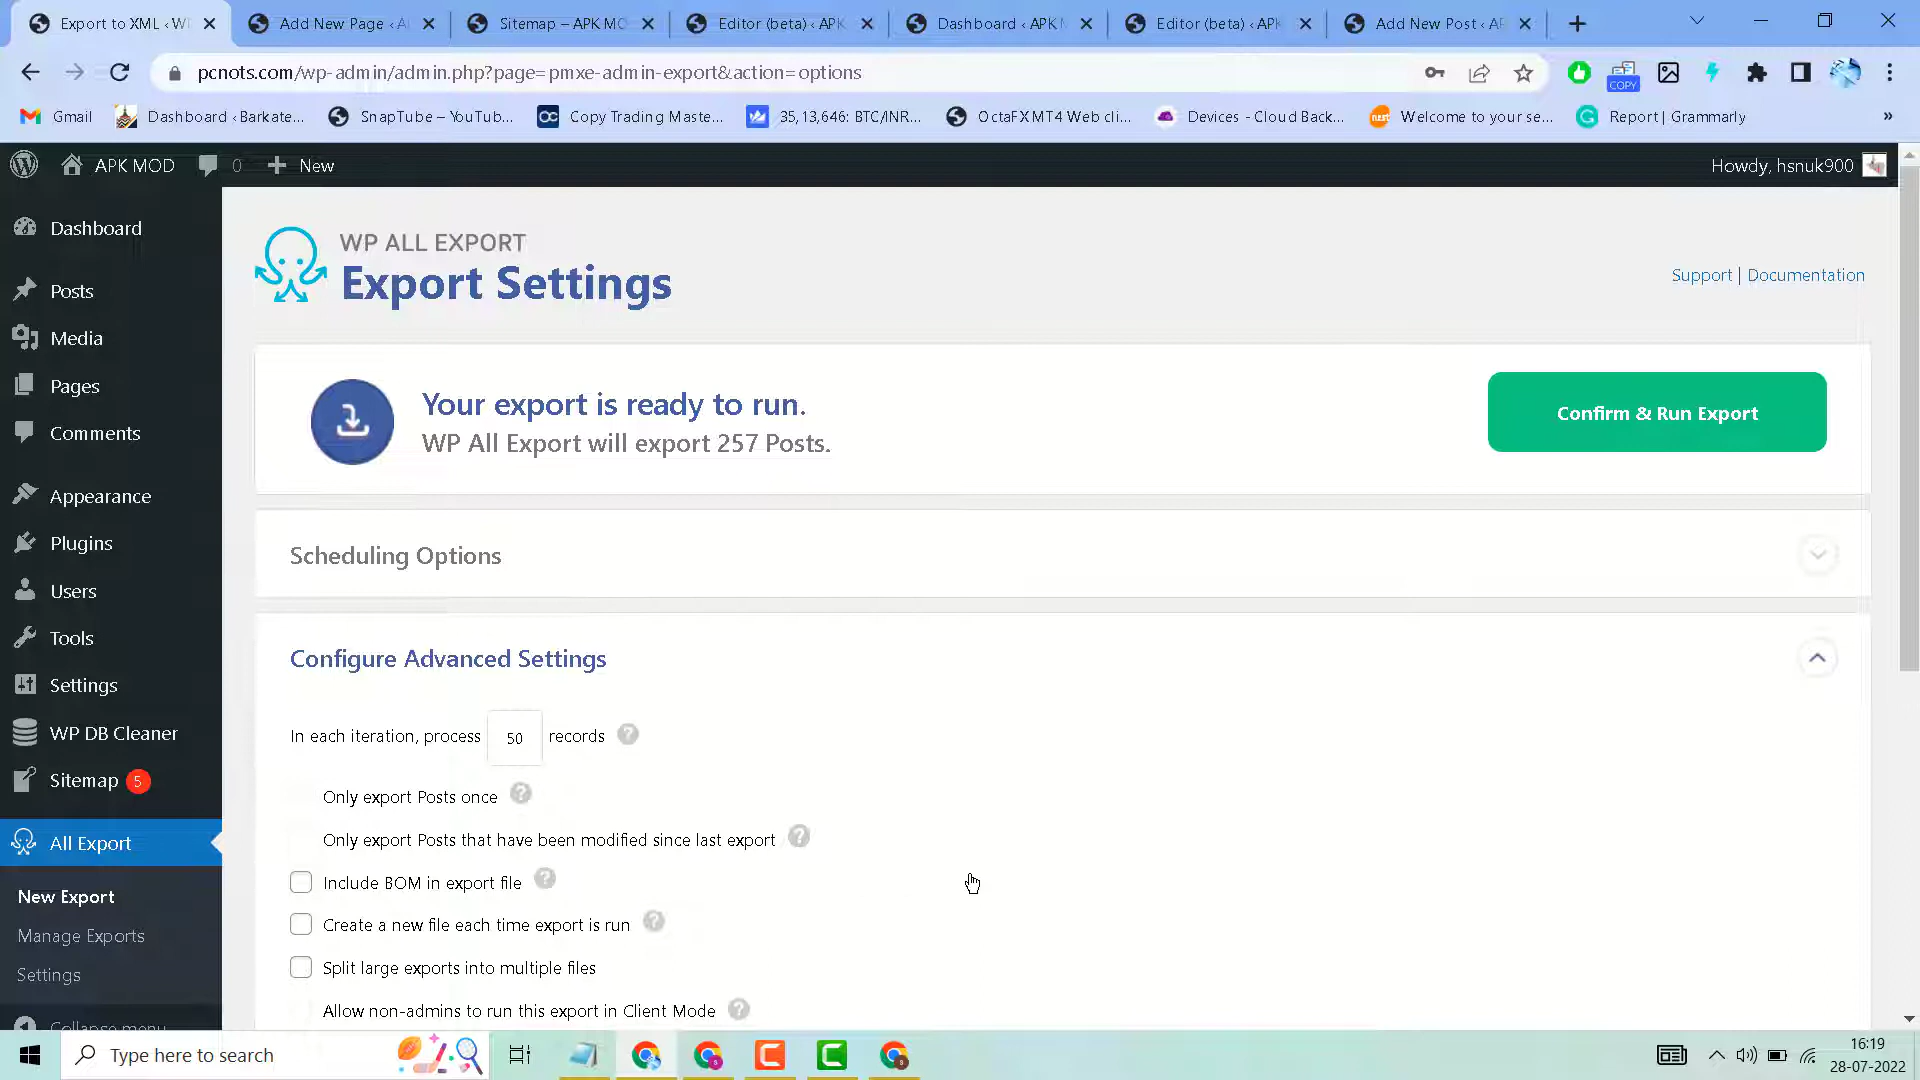 Export to XML ‹ W
Add New Page ‹ A
Sitemap – APK MO
Editor (beta) ‹ APK
Dashboard ‹ APK M
Editor (beta) ‹ APK
Add New Post ‹ AP
pcnots.com/wp-admin/admin.php?page=pmxe-admin-export&action=options
COPY
Gmail
Dashboard ‹ Barkate...
SnapTube – YouTub...
Copy Trading Maste...
35,13,646: BTC/INR...
OctaFX MT4 Web cli...
Devices - Cloud Back...
Welcome to your se...
Report | Grammarly
»
APK MOD
0
New
Howdy, hsnuk900
Dashboard
Posts
Media
Pages
Comments
Appearance
Plugins
Users
Tools
Settings
WP DB Cleaner
Sitemap 5
All Export
New Export
Manage Exports
Settings
Collapse menu
WP ALL EXPORT
Export Settings
Support | Documentation
Your export is ready to run.
WP All Export will export 257 Posts.
Confirm & Run Export
Scheduling Options
Configure Advanced Settings
In each iteration, process 50 records ?
Only export Posts once ?
Only export Posts that have been modified since last export ?
Include BOM in export file ?
Create a new file each time export is run ?
Split large exports into multiple files
Allow non-admins to run this export in Client Mode ?
Type here to search
16:19
28-07-2022